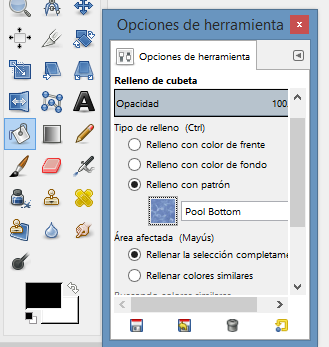 Opciones de herramienta
Opciones de herramienta
Relleno de cubeta
Opacidad 100
Tipo de relleno (Ctrl)
Relleno con color de frente
Relleno con color de fondo
Relleno con patrón
Pool Bottom
Área afectada (Mayús)
Rellenar la selección completame
Rellenar colores similares